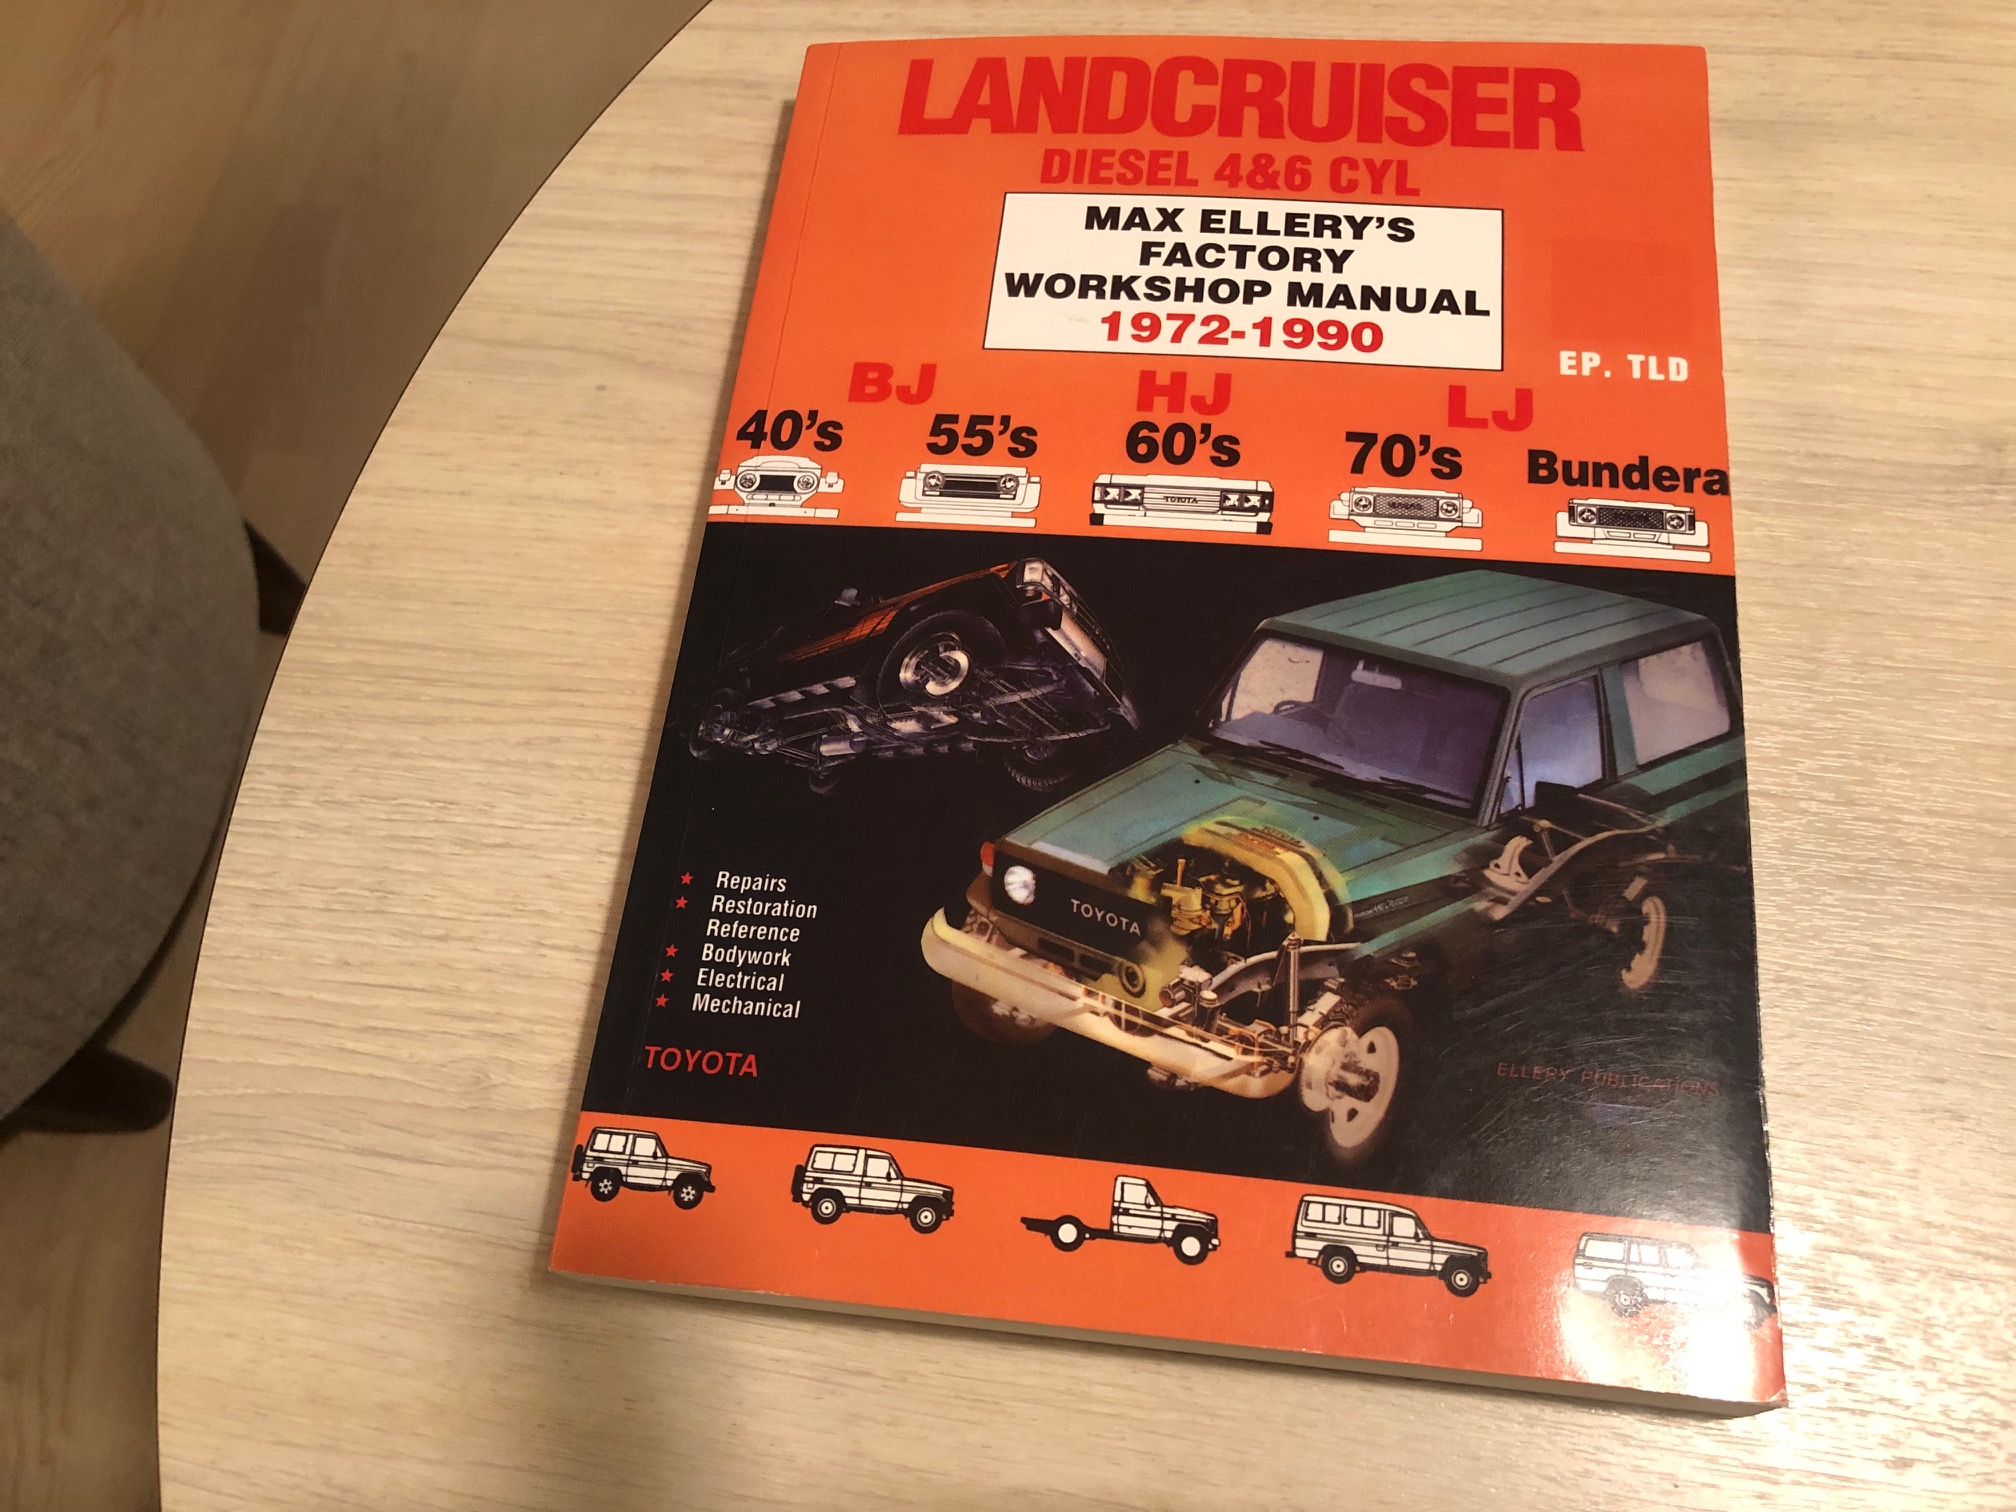 LANDCRUISER
DIESEL 4&6 CYL
MAX ELLERY'S
FACTORY
WORKSHOP MANUAL
1972-1990
EP. TLD
BJ HJ LJ
40's 55's 60's 70's Bundera
TOYOTA
TOYOTA
★ Repairs
★ Restoration
Reference
★ Bodywork
★ Electrical
★ Mechanical
TOYOTA
ELLERY PUBLICATIONS